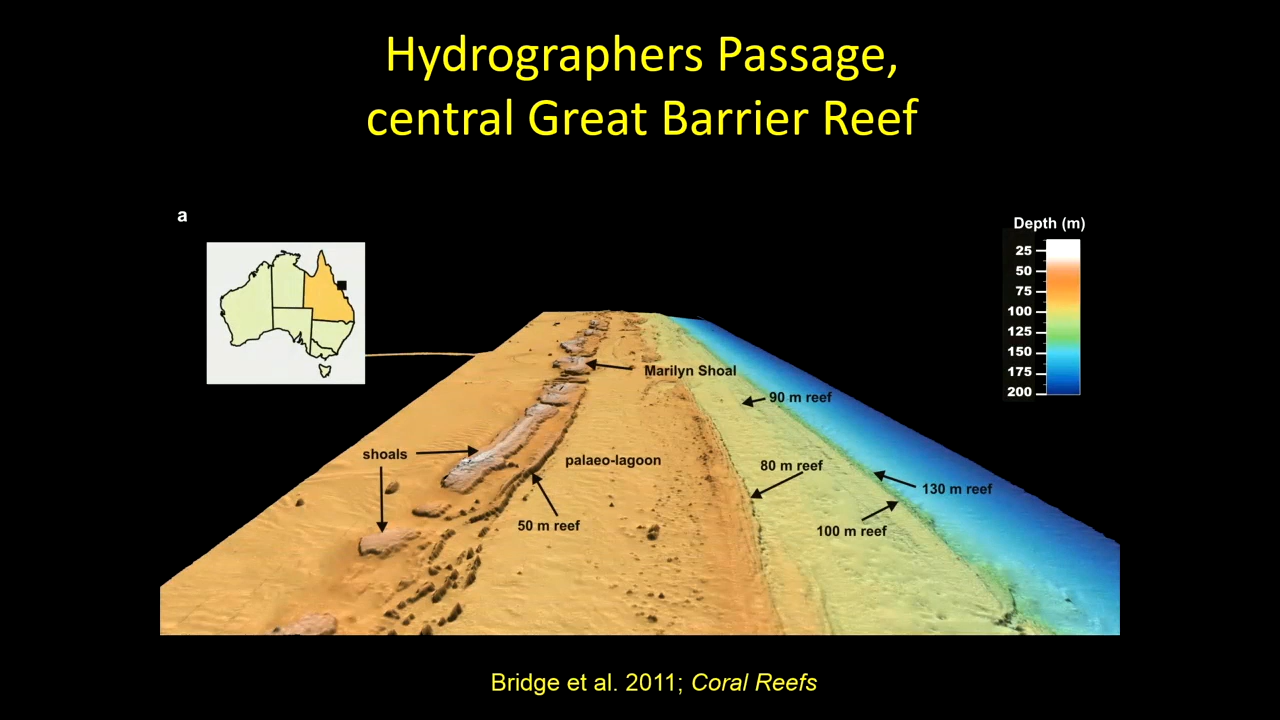 Hydrographers Passage,
central Great Barrier Reef
a
Depth (m)
25
50
75
100
125
150
175
200
Marilyn Shoal
90 m reef
shoals
palaeo-lagoon
80 m reef
130 m reef
50 m reef
100 m reef
Bridge et al. 2011; Coral Reefs